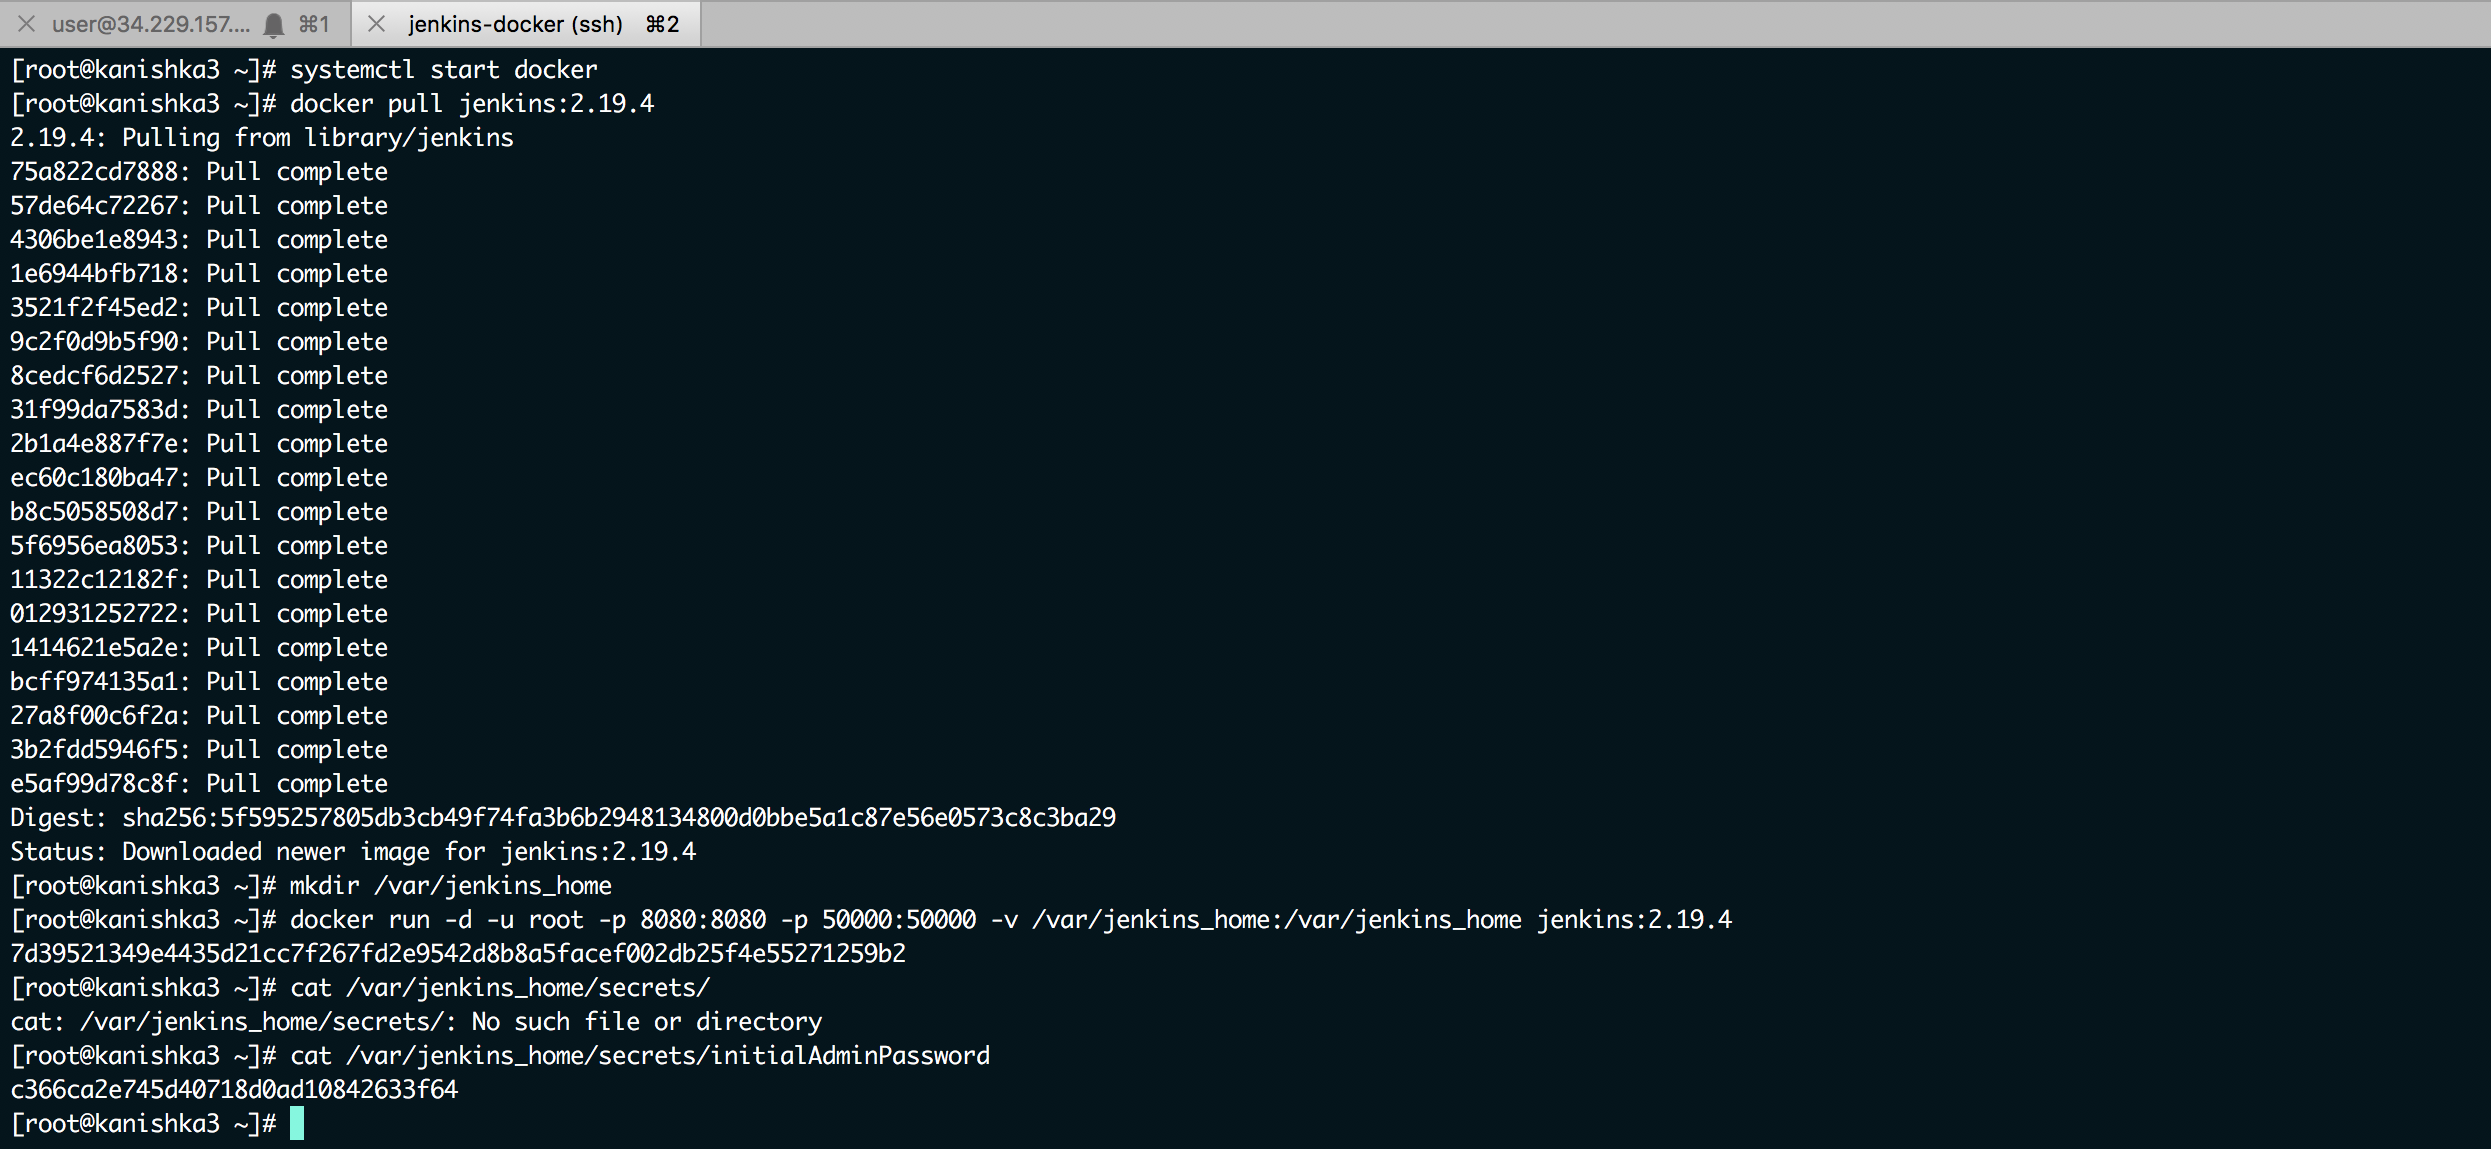 user@34.229.157.... ⌘1
jenkins-docker (ssh) ⌘2
[root@kanishka3 ~]# systemctl start docker
[root@kanishka3 ~]# docker pull jenkins:2.19.4
2.19.4: Pulling from library/jenkins
75a822cd7888: Pull complete
57de64c72267: Pull complete
4306be1e8943: Pull complete
1e6944bfb718: Pull complete
3521f2f45ed2: Pull complete
9c2f0d9b5f90: Pull complete
8cedcf6d2527: Pull complete
31f99da7583d: Pull complete
2b1a4e887f7e: Pull complete
ec60c180ba47: Pull complete
b8c5058508d7: Pull complete
5f6956ea8053: Pull complete
11322c12182f: Pull complete
012931252722: Pull complete
1414621e5a2e: Pull complete
bcff974135a1: Pull complete
27a8f00c6f2a: Pull complete
3b2fdd5946f5: Pull complete
e5af99d78c8f: Pull complete
Digest: sha256:5f595257805db3cb49f74fa3b6b2948134800d0bbe5a1c87e56e0573c8c3ba29
Status: Downloaded newer image for jenkins:2.19.4
[root@kanishka3 ~]# mkdir /var/jenkins_home
[root@kanishka3 ~]# docker run -d -u root -p 8080:8080 -p 50000:50000 -v /var/jenkins_home:/var/jenkins_home jenkins:2.19.4
7d39521349e4435d21cc7f267fd2e9542d8b8a5facef002db25f4e55271259b2
[root@kanishka3 ~]# cat /var/jenkins_home/secrets/
cat: /var/jenkins_home/secrets/: No such file or directory
[root@kanishka3 ~]# cat /var/jenkins_home/secrets/initialAdminPassword
c366ca2e745d40718d0ad10842633f64
[root@kanishka3 ~]#